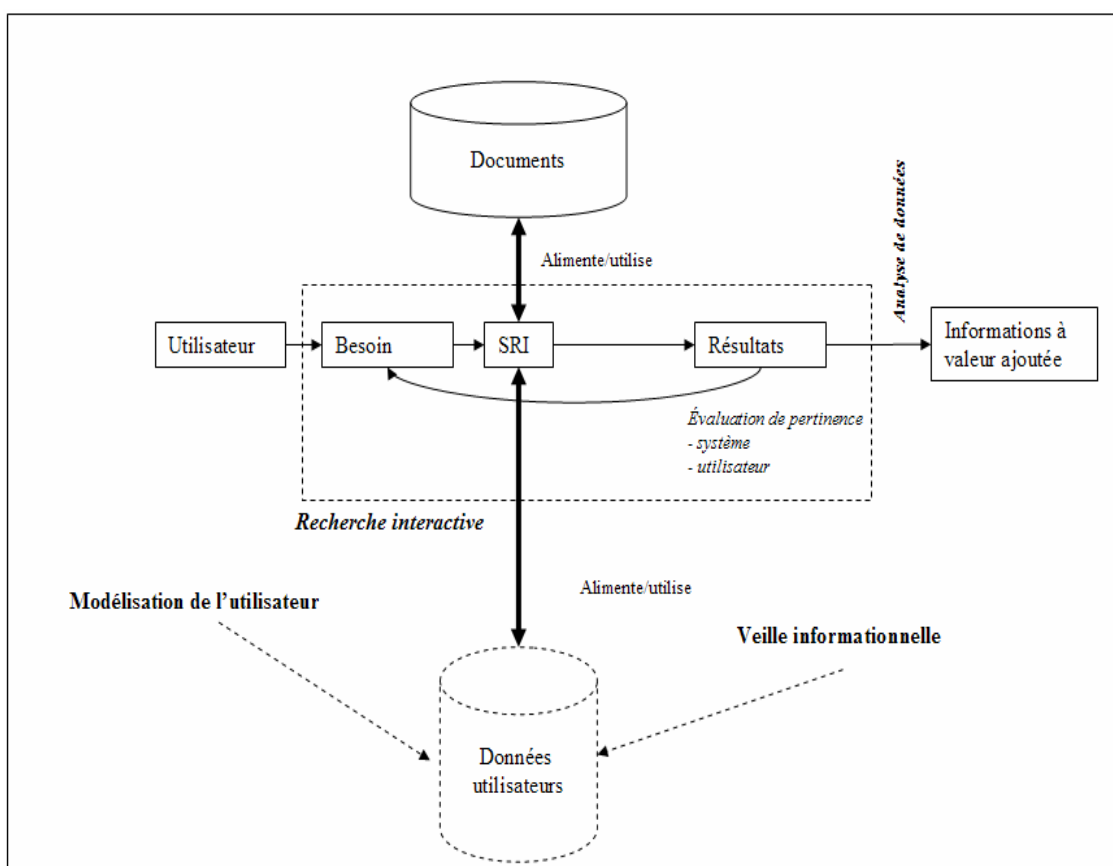 Documents
Analyse de données
Alimente/utilise
Utilisateur
Besoin
SRI
Résultats
Informations à
valeur ajoutée
Évaluation de pertinence
- système
- utilisateur
Recherche interactive
Alimente/utilise
Modélisation de l’utilisateur
Veille informationnelle
Données
utilisateurs